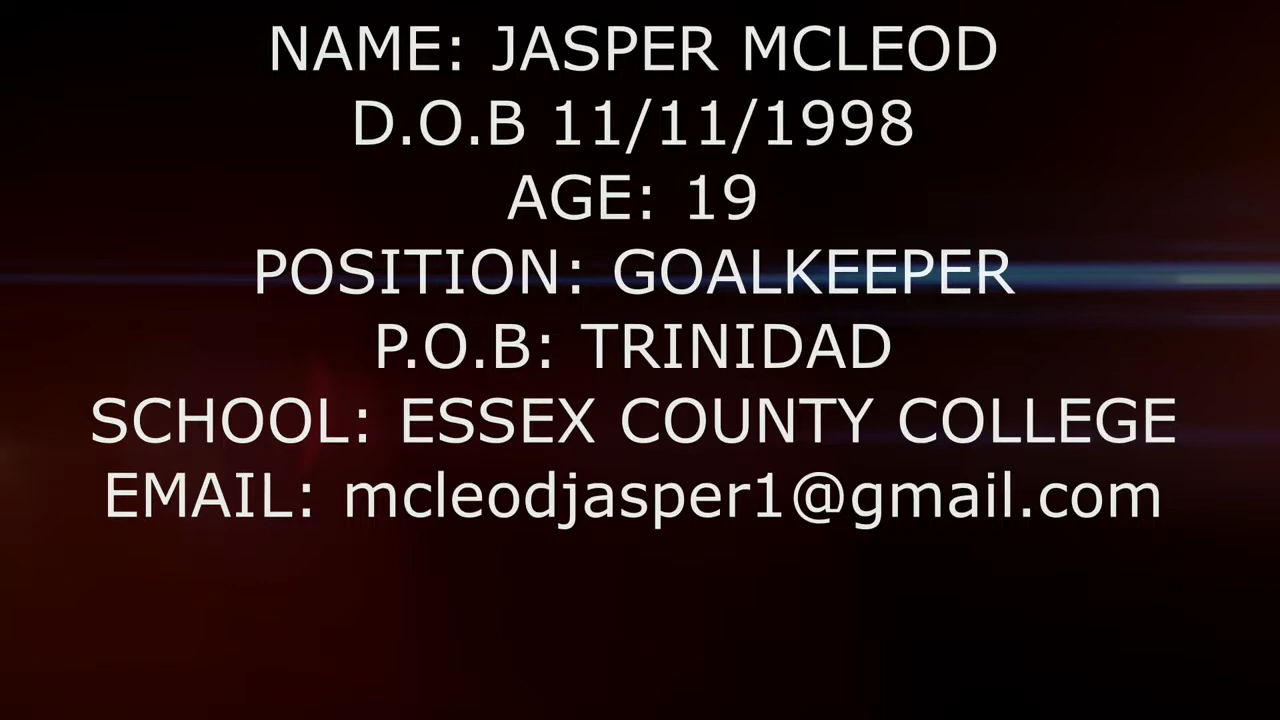 NAME: JASPER MCLEOD
D.O.B 11/11/1998
AGE: 19
POSITION: GOALKEEPER
P.O.B: TRINIDAD
SCHOOL: ESSEX COUNTY COLLEGE
EMAIL: mcleodjasper1@gmail.com